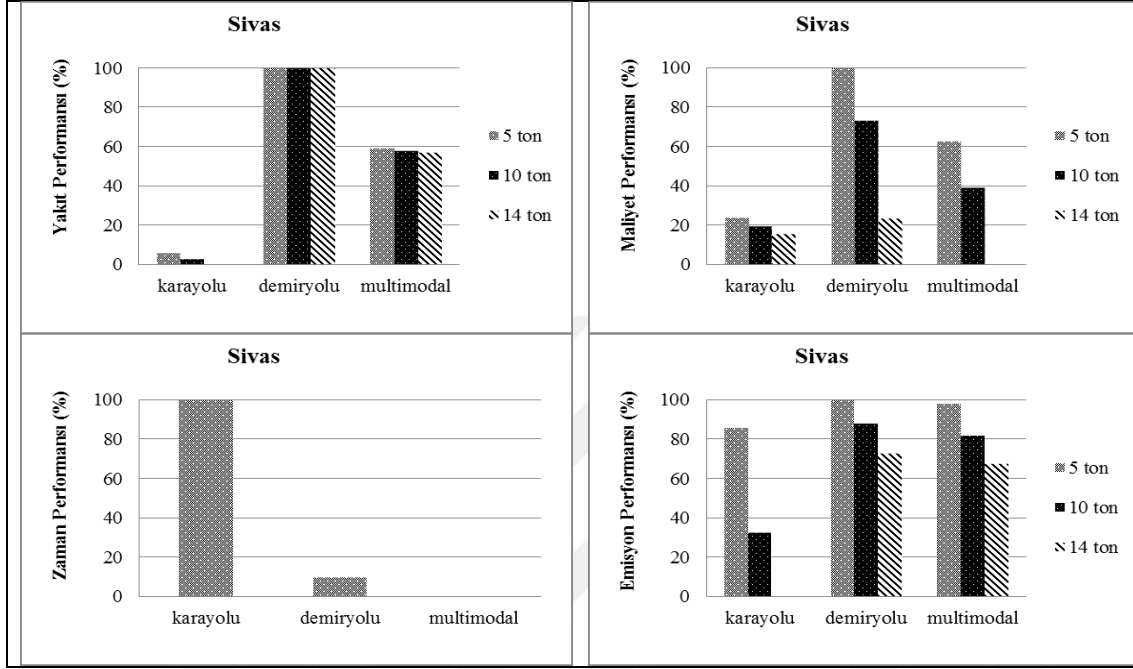 Sivas
Yakıt Performansı (%)
100
80
60
40
20
0
karayolu demiryolu multimodal
5 ton
10 ton
14 ton
Sivas
Maliyet Performansı (%)
100
80
60
40
20
0
karayolu demiryolu multimodal
5 ton
10 ton
14 ton
Sivas
Zaman Performansı (%)
100
80
60
40
20
0
karayolu demiryolu multimodal
Sivas
Emisyon Performansı (%)
100
80
60
40
20
0
karayolu demiryolu multimodal
5 ton
10 ton
14 ton